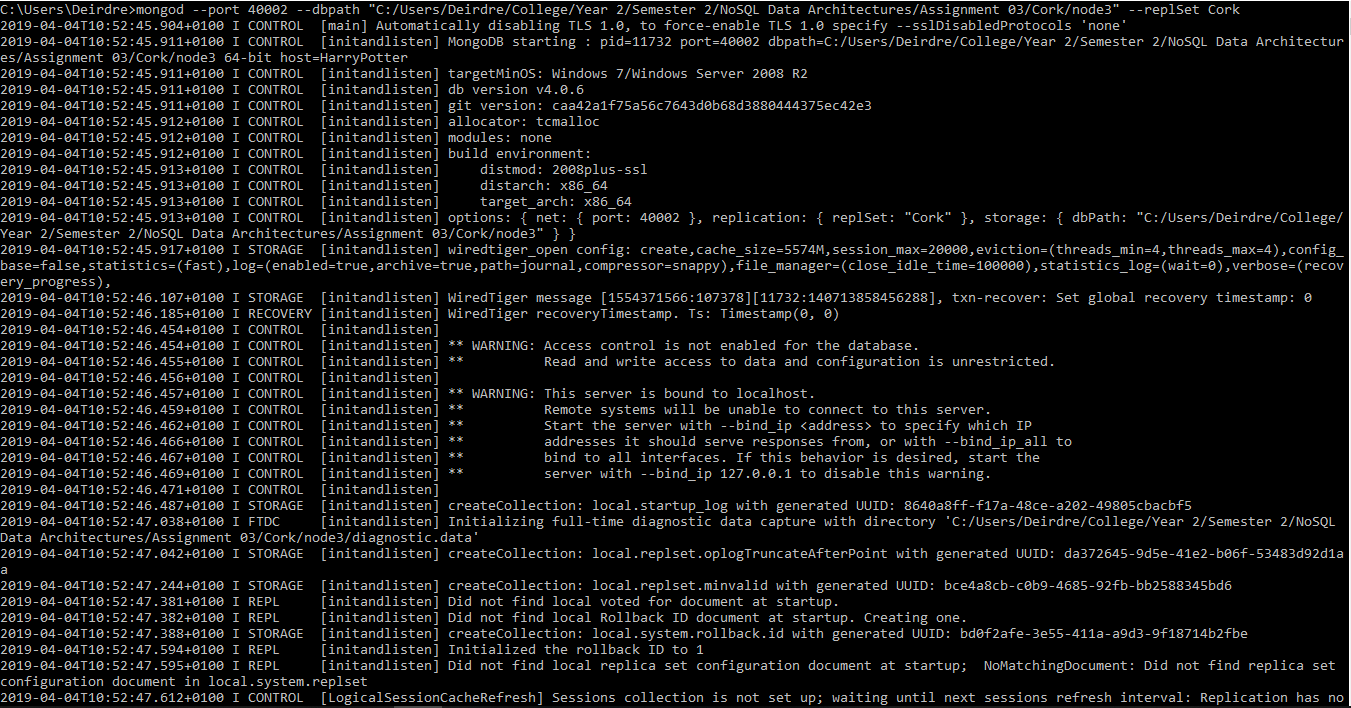 C:\Users\Deirdre>mongod --port 40002 --dbpath "C:/Users/Deirdre/College/Year 2/Semester 2/NoSQL Data Architectures/Assignment 03/Cork/node3" --replSet Cork
2019-04-04T10:52:45.904+0100 I CONTROL  [main] Automatically disabling TLS 1.0, to force-enable TLS 1.0 specify --sslDisabledProtocols 'none'
2019-04-04T10:52:45.911+0100 I CONTROL  [initandlisten] MongoDB starting : pid=11732 port=40002 dbpath=C:/Users/Deirdre/College/Year 2/Semester 2/NoSQL Data Architectur
es/Assignment 03/Cork/node3 64-bit host=HarryPotter
2019-04-04T10:52:45.911+0100 I CONTROL  [initandlisten] targetMinOS: Windows 7/Windows Server 2008 R2
2019-04-04T10:52:45.911+0100 I CONTROL  [initandlisten] db version v4.0.6
2019-04-04T10:52:45.911+0100 I CONTROL  [initandlisten] git version: caa42a1f75a56c7643d0b68d3880444375ec42e3
2019-04-04T10:52:45.912+0100 I CONTROL  [initandlisten] allocator: tcmalloc
2019-04-04T10:52:45.912+0100 I CONTROL  [initandlisten] modules: none
2019-04-04T10:52:45.912+0100 I CONTROL  [initandlisten] build environment:
2019-04-04T10:52:45.913+0100 I CONTROL  [initandlisten]     distmod: 2008plus-ssl
2019-04-04T10:52:45.913+0100 I CONTROL  [initandlisten]     distarch: x86_64
2019-04-04T10:52:45.913+0100 I CONTROL  [initandlisten]     target_arch: x86_64
2019-04-04T10:52:45.913+0100 I CONTROL  [initandlisten] options: { net: { port: 40002 }, replication: { replSet: "Cork" }, storage: { dbPath: "C:/Users/Deirdre/College/
Year 2/Semester 2/NoSQL Data Architectures/Assignment 03/Cork/node3" } }
2019-04-04T10:52:45.917+0100 I STORAGE  [initandlisten] wiredtiger_open config: create,cache_size=5574M,session_max=20000,eviction=(threads_min=4,threads_max=4),config_
base=false,statistics=(fast),log=(enabled=true,archive=true,path=journal,compressor=snappy),file_manager=(close_idle_time=100000),statistics_log=(wait=0),verbose=(recov
ery_progress),
2019-04-04T10:52:46.107+0100 I STORAGE  [initandlisten] WiredTiger message [1554371566:107378][11732:140713858456288], txn-recover: Set global recovery timestamp: 0
2019-04-04T10:52:46.185+0100 I RECOVERY [initandlisten] WiredTiger recoveryTimestamp. Ts: Timestamp(0, 0)
2019-04-04T10:52:46.454+0100 I CONTROL  [initandlisten]
2019-04-04T10:52:46.454+0100 I CONTROL  [initandlisten] ** WARNING: Access control is not enabled for the database.
2019-04-04T10:52:46.455+0100 I CONTROL  [initandlisten] **          Read and write access to data and configuration is unrestricted.
2019-04-04T10:52:46.456+0100 I CONTROL  [initandlisten]
2019-04-04T10:52:46.457+0100 I CONTROL  [initandlisten] ** WARNING: This server is bound to localhost.
2019-04-04T10:52:46.459+0100 I CONTROL  [initandlisten] **          Remote systems will be unable to connect to this server.
2019-04-04T10:52:46.462+0100 I CONTROL  [initandlisten] **          Start the server with --bind_ip <address> to specify which IP
2019-04-04T10:52:46.466+0100 I CONTROL  [initandlisten] **          addresses it should serve responses from, or with --bind_ip_all to
2019-04-04T10:52:46.467+0100 I CONTROL  [initandlisten] **          bind to all interfaces. If this behavior is desired, start the
2019-04-04T10:52:46.469+0100 I CONTROL  [initandlisten] **          server with --bind_ip 127.0.0.1 to disable this warning.
2019-04-04T10:52:46.471+0100 I CONTROL  [initandlisten]
2019-04-04T10:52:46.487+0100 I STORAGE  [initandlisten] createCollection: local.startup_log with generated UUID: 8640a8ff-f17a-48ce-a202-49805cbacbf5
2019-04-04T10:52:47.038+0100 I FTDC     [initandlisten] Initializing full-time diagnostic data capture with directory 'C:/Users/Deirdre/College/Year 2/Semester 2/NoSQL
Data Architectures/Assignment 03/Cork/node3/diagnostic.data'
2019-04-04T10:52:47.042+0100 I STORAGE  [initandlisten] createCollection: local.replset.oplogTruncateAfterPoint with generated UUID: da372645-9d5e-41e2-b06f-53483d92d1a
a
2019-04-04T10:52:47.244+0100 I STORAGE  [initandlisten] createCollection: local.replset.minvalid with generated UUID: bce4a8cb-c0b9-4685-92fb-bb2588345bd6
2019-04-04T10:52:47.381+0100 I REPL     [initandlisten] Did not find local voted for document at startup.
2019-04-04T10:52:47.382+0100 I REPL     [initandlisten] Did not find local Rollback ID document at startup. Creating one.
2019-04-04T10:52:47.388+0100 I STORAGE  [initandlisten] createCollection: local.system.rollback.id with generated UUID: bd0f2afe-3e55-411a-a9d3-9f18714b2fbe
2019-04-04T10:52:47.594+0100 I REPL     [initandlisten] Initialized the rollback ID to 1
2019-04-04T10:52:47.595+0100 I REPL     [initandlisten] Did not find local replica set configuration document at startup;  NoMatchingDocument: Did not find replica set
configuration document in local.system.replset
2019-04-04T10:52:47.612+0100 I CONTROL  [LogicalSessionCacheRefresh] Sessions collection is not set up; waiting until next sessions refresh interval: Replication has no